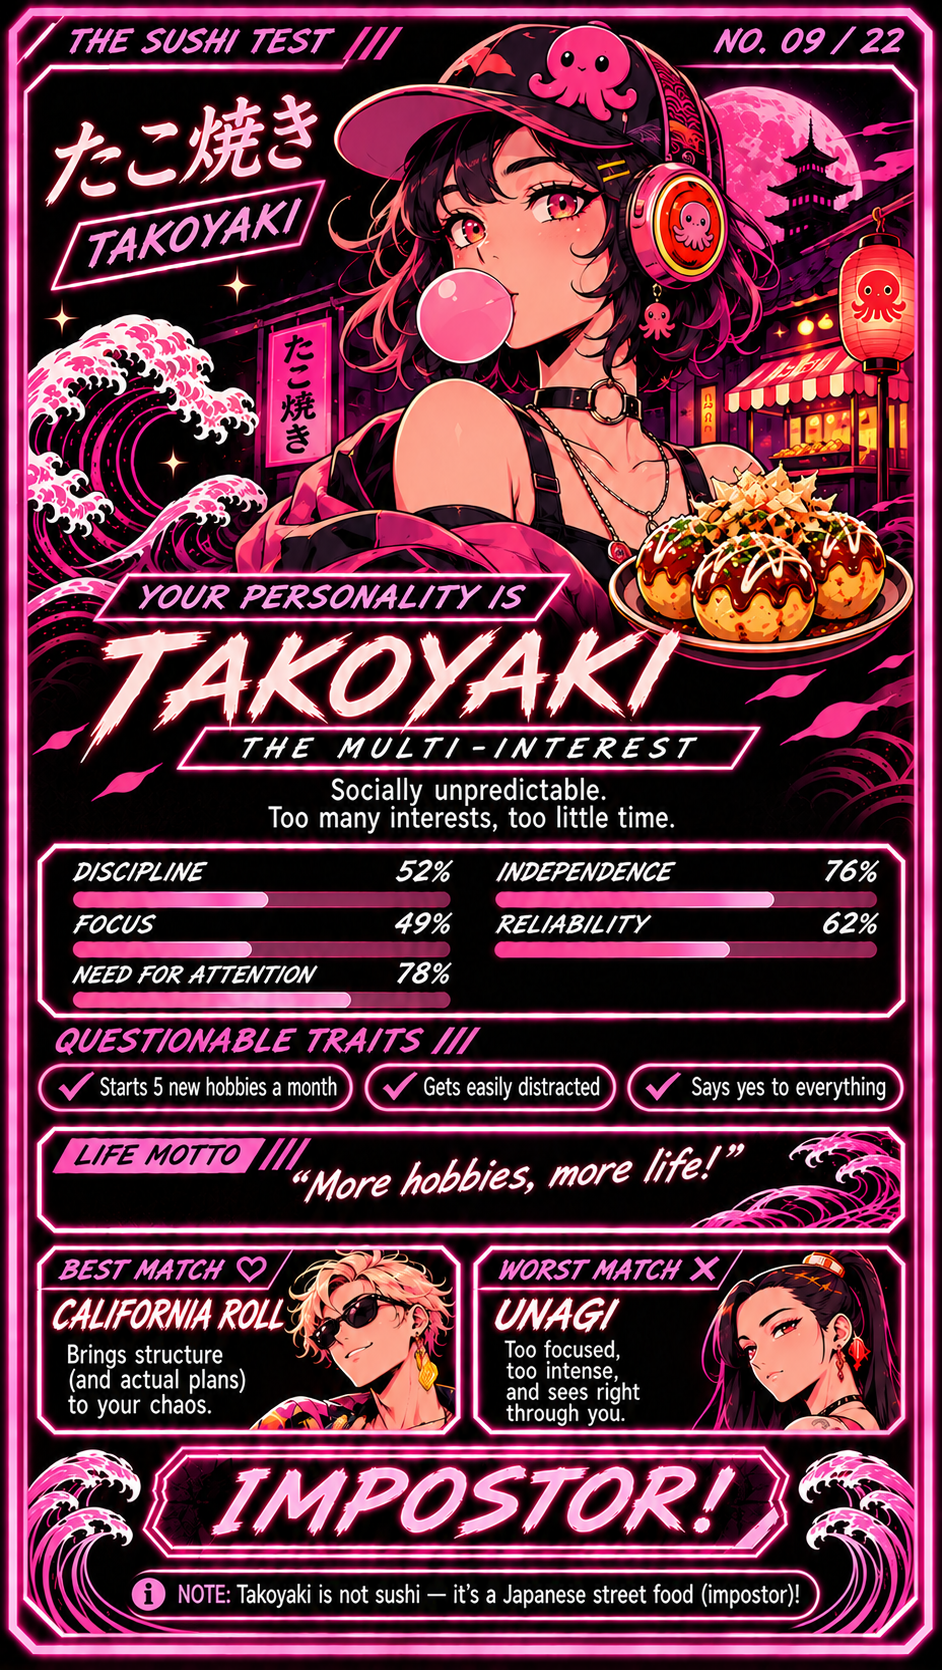 THE SUSHI TEST ///
NO. 09 / 22
たこ焼き
TAKOYAKI
たこ焼き
YOUR PERSONALITY IS
TAKOYAKI
THE MULTI-INTEREST
Socially unpredictable.
Too many interests, too little time.
DISCIPLINE 52%
INDEPENDENCE 76%
FOCUS 49%
RELIABILITY 62%
NEED FOR ATTENTION 78%
QUESTIONABLE TRAITS ///
Starts 5 new hobbies a month
Gets easily distracted
Says yes to everything
LIFE MOTTO ///
“More hobbies, more life!”
BEST MATCH
CALIFORNIA ROLL
Brings structure
(and actual plans)
to your chaos.
WORST MATCH
UNAGI
Too focused,
too intense,
and sees right
through you.
IMPOSTOR!
NOTE: Takoyaki is not sushi — it’s a Japanese street food (impostor)!